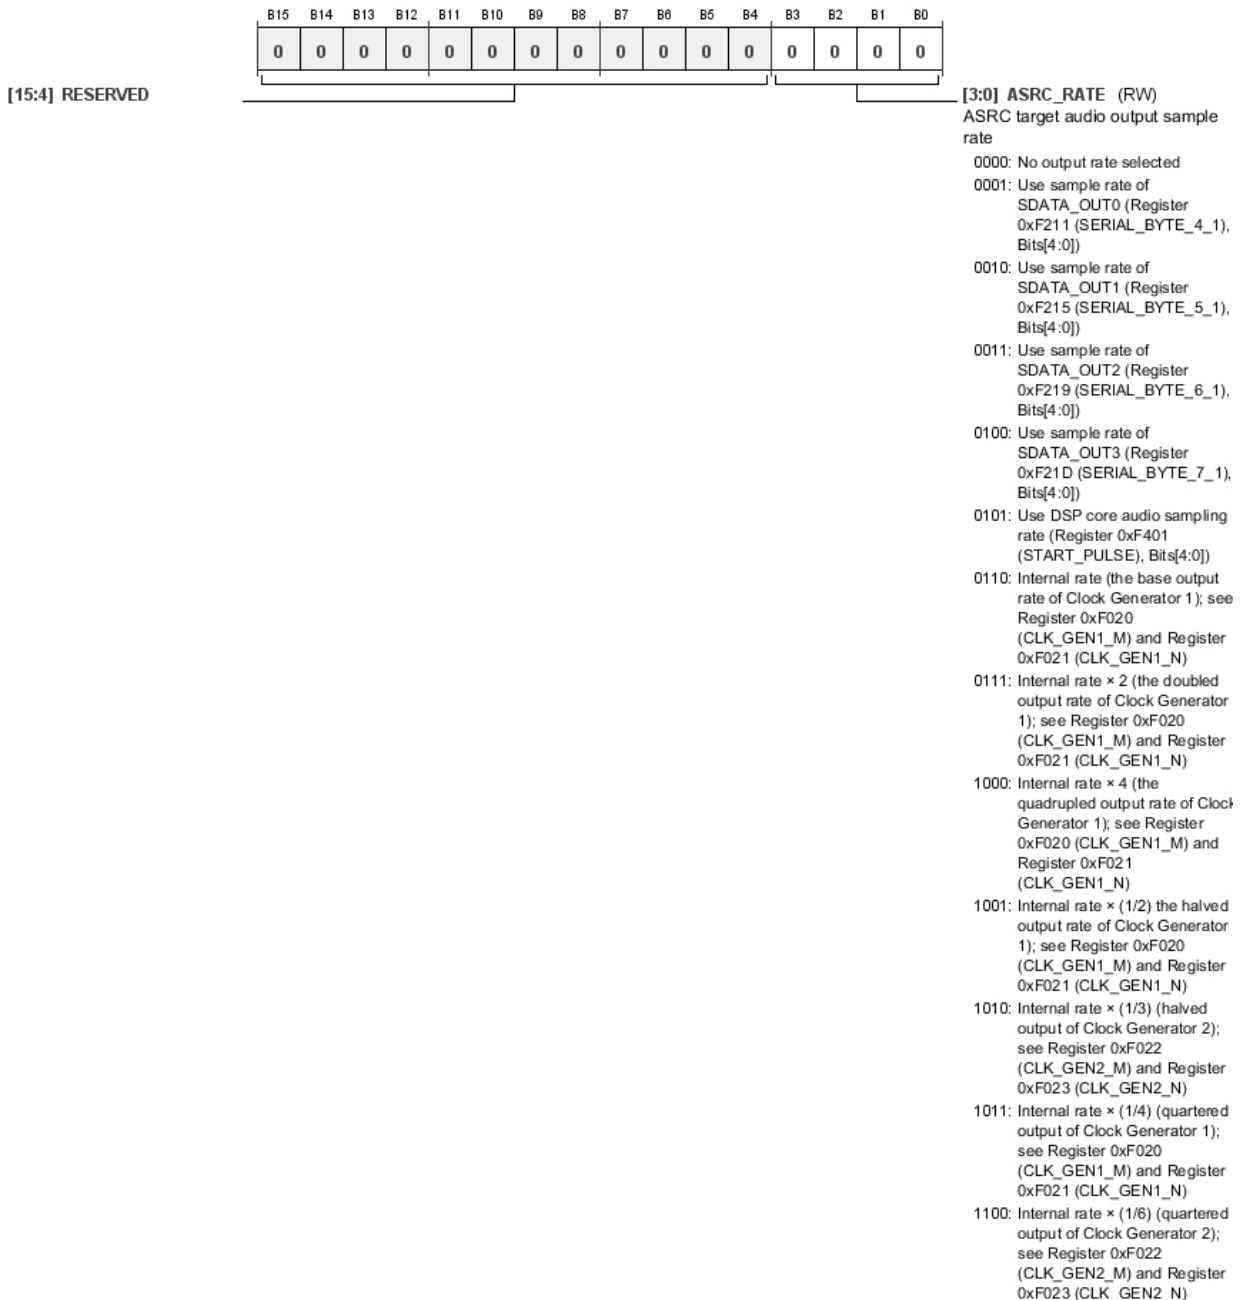 B15 B14 B13 B12 B11 B10 B9 B8 B7 B6 B5 B4 B3 B2 B1 B0
0 0 0 0 0 0 0 0 0 0 0 0 0 0 0 0
[15:4] RESERVED
[3:0] ASRC_RATE (RW)
ASRC target audio output sample
rate
0000: No output rate selected
0001: Use sample rate of
SDATA_OUT0 (Register
0xF211 (SERIAL_BYTE_4_1),
Bits[4:0])
0010: Use sample rate of
SDATA_OUT1 (Register
0xF215 (SERIAL_BYTE_5_1),
Bits[4:0])
0011: Use sample rate of
SDATA_OUT2 (Register
0xF219 (SERIAL_BYTE_6_1),
Bits[4:0])
0100: Use sample rate of
SDATA_OUT3 (Register
0xF21D (SERIAL_BYTE_7_1),
Bits[4:0])
0101: Use DSP core audio sampling
rate (Register 0xF401
(START_PULSE), Bits[4:0])
0110: Internal rate (the base output
rate of Clock Generator 1); see
Register 0xF020
(CLK_GEN1_M) and Register
0xF021 (CLK_GEN1_N)
0111: Internal rate × 2 (the doubled
output rate of Clock Generator
1); see Register 0xF020
(CLK_GEN1_M) and Register
0xF021 (CLK_GEN1_N)
1000: Internal rate × 4 (the
quadrupled output rate of Clock
Generator 1); see Register
0xF020 (CLK_GEN1_M) and
Register 0xF021
(CLK_GEN1_N)
1001: Internal rate × (1/2) the halved
output rate of Clock Generator
1); see Register 0xF020
(CLK_GEN1_M) and Register
0xF021 (CLK_GEN1_N)
1010: Internal rate × (1/3) (halved
output of Clock Generator 2);
see Register 0xF022
(CLK_GEN2_M) and Register
0xF023 (CLK_GEN2_N)
1011: Internal rate × (1/4) (quartered
output of Clock Generator 1);
see Register 0xF020
(CLK_GEN1_M) and Register
0xF021 (CLK_GEN1_N)
1100: Internal rate × (1/6) (quartered
output of Clock Generator 2);
see Register 0xF022
(CLK_GEN2_M) and Register
0xF023 (CLK_GEN2_N)